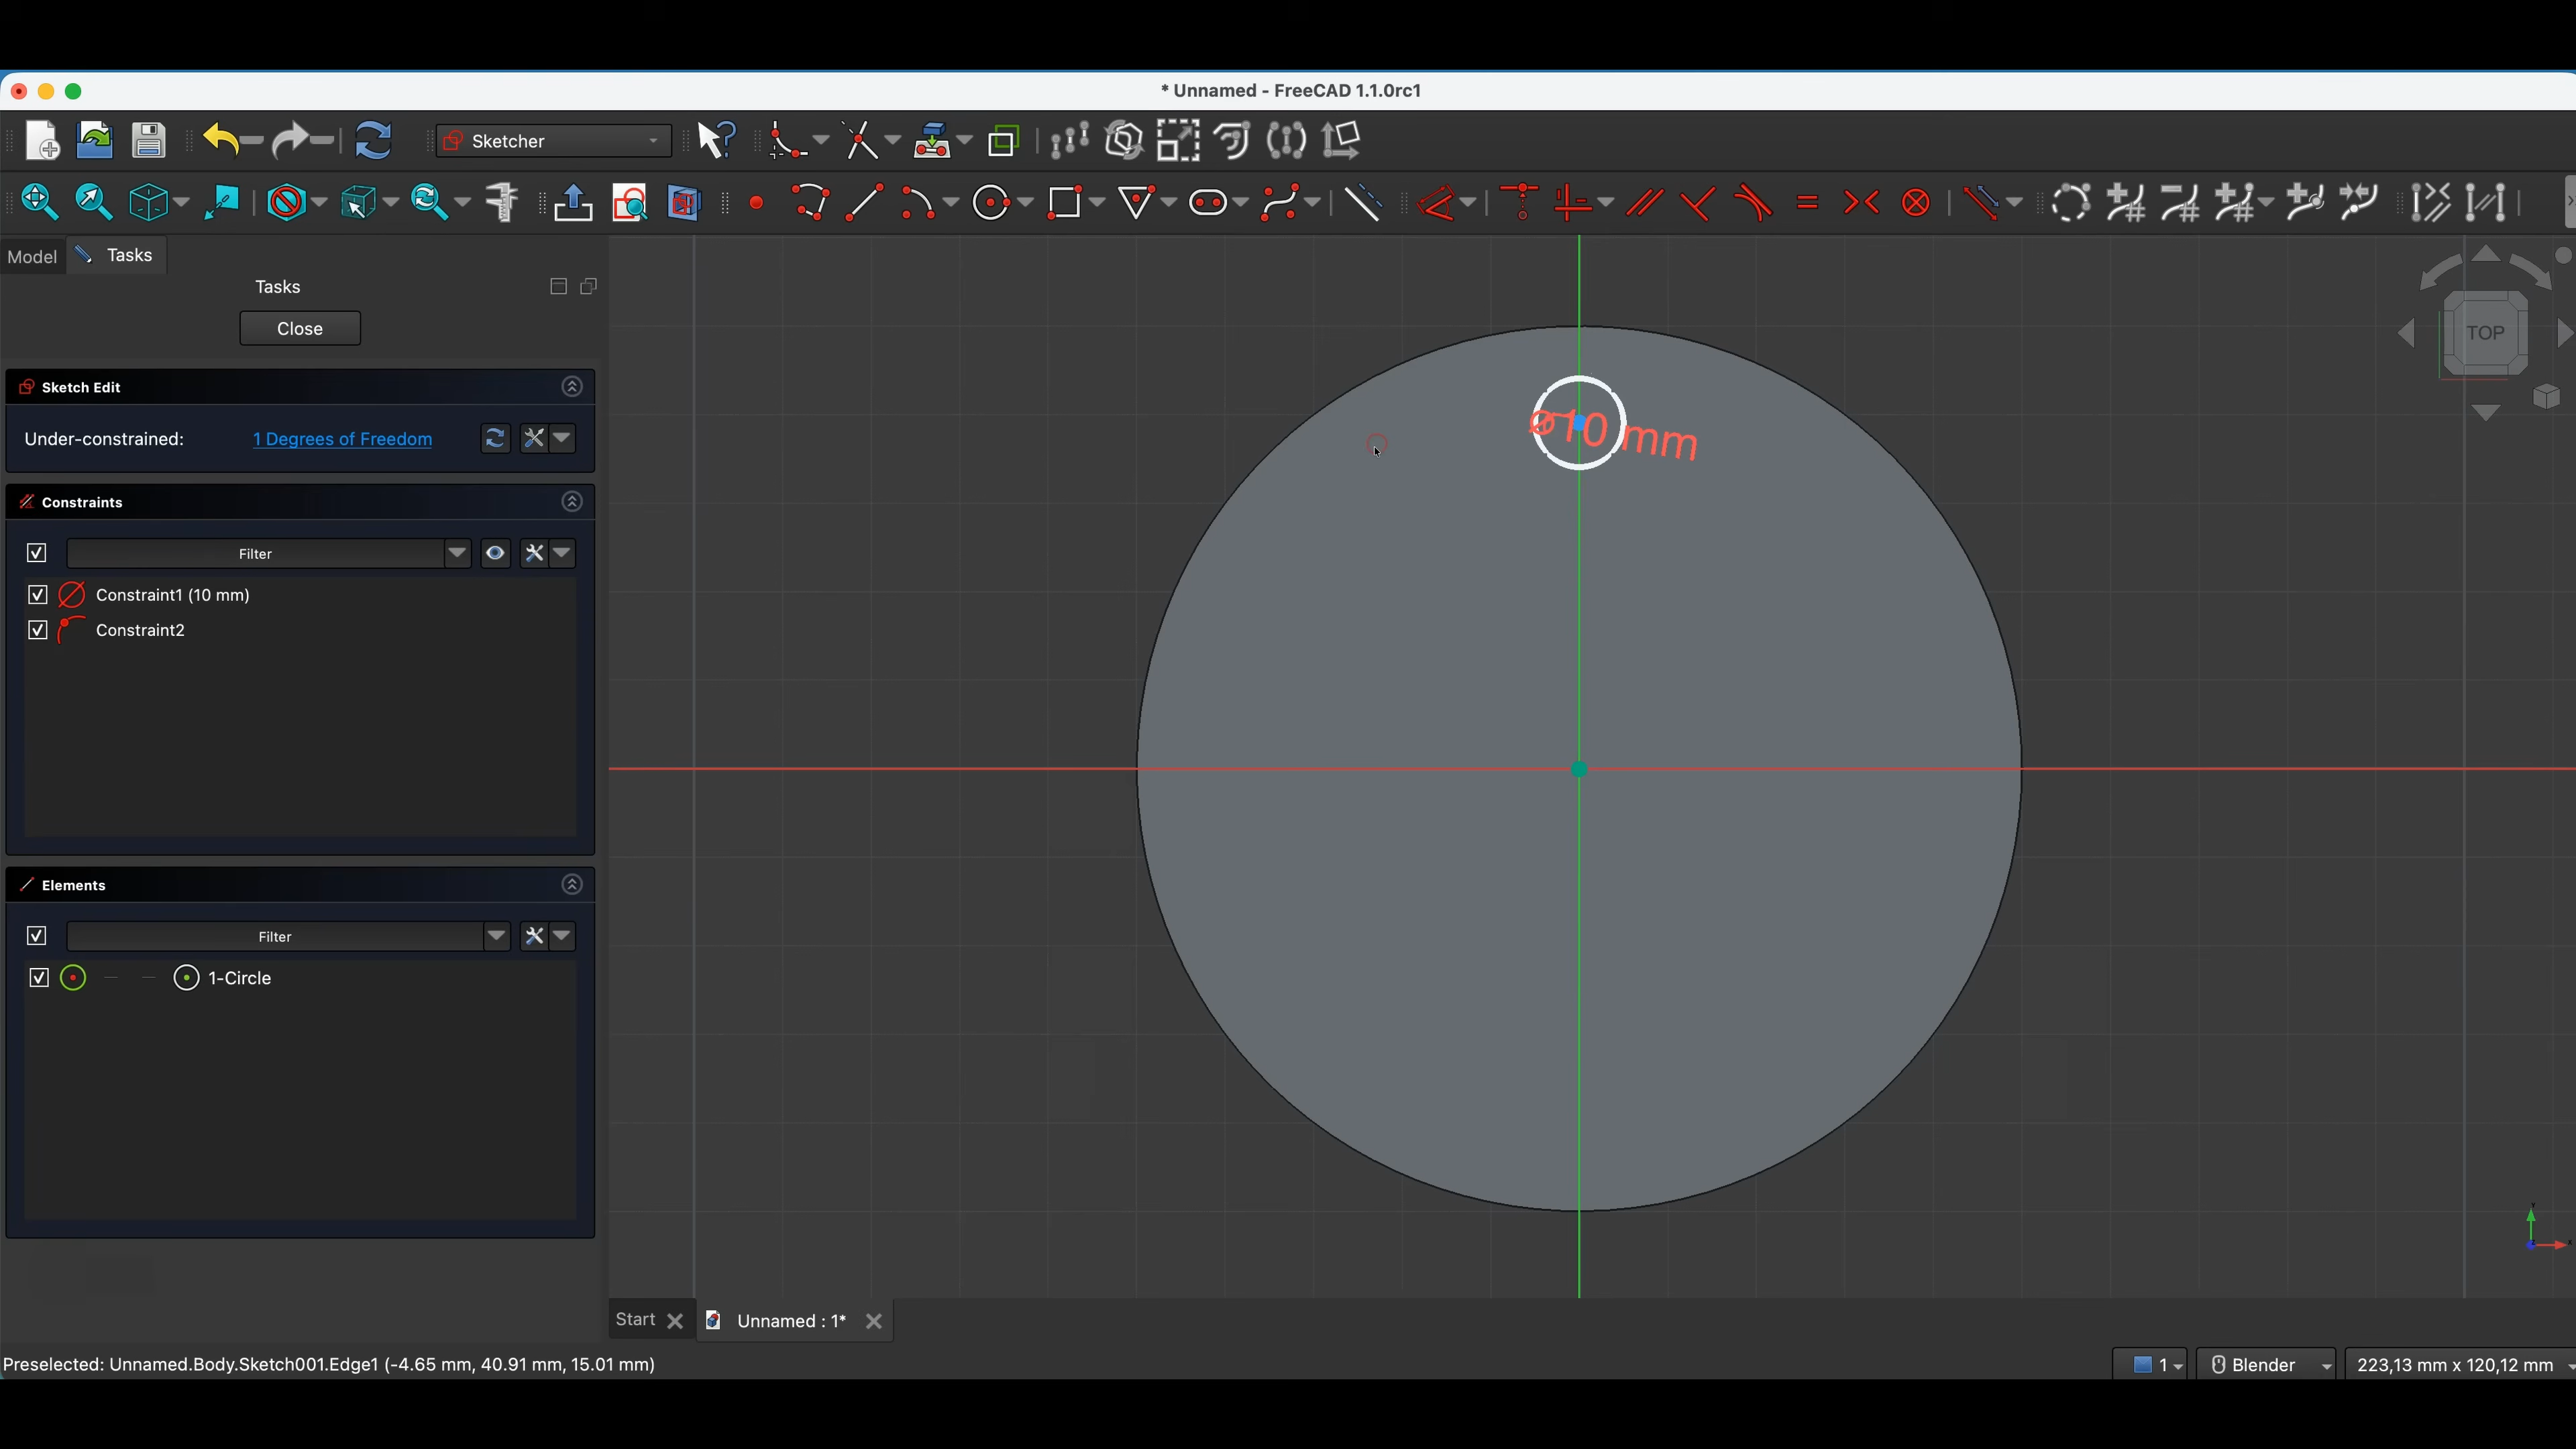 * Unnamed - FreeCAD 1.1.0rc1
Sketcher
Model
Tasks
Tasks
Close
Sketch Edit
Under-constrained:
1 Degrees of Freedom
Constraints
Filter
Constraint1 (10 mm)
Constraint2
Elements
Filter
1-Circle
⌀10 mm
TOP
Start
Unnamed : 1*
Preselected: Unnamed.Body.Sketch001.Edge1 (-4.65 mm, 40.91 mm, 15.01 mm)
1
Blender
223,13 mm x 120,12 mm